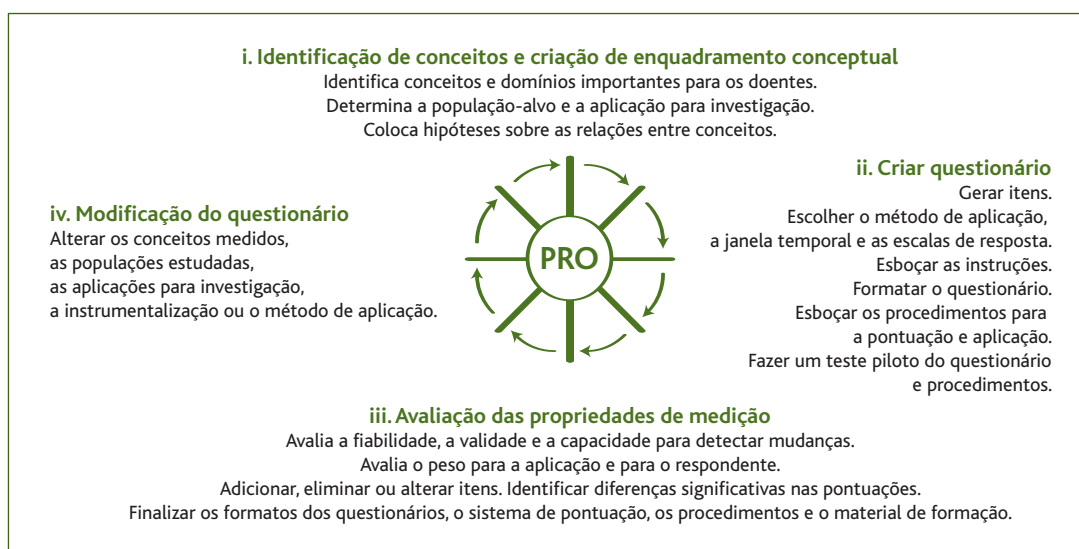 i. Identificação de conceitos e criação de enquadramento conceptual
Identifica conceitos e domínios importantes para os doentes.
Determina a população-alvo e a aplicação para investigação.
Coloca hipóteses sobre as relações entre conceitos.
ii. Criar questionário
Gerar itens.
Escolher o método de aplicação,
a janela temporal e as escalas de resposta.
Esboçar as instruções.
Formatar o questionário.
Esboçar os procedimentos para
a pontuação e aplicação.
Fazer um teste piloto do questionário
e procedimentos.
PRO
iii. Avaliação das propriedades de medição
Avalia a fiabilidade, a validade e a capacidade para detectar mudanças.
Avalia o peso para a aplicação e para o respondente.
Adicionar, eliminar ou alterar itens. Identificar diferenças significativas nas pontuações.
Finalizar os formatos dos questionários, o sistema de pontuação, os procedimentos e o material de formação.
iv. Modificação do questionário
Alterar os conceitos medidos,
as populações estudadas,
as aplicações para investigação,
a instrumentalização ou o método de aplicação.